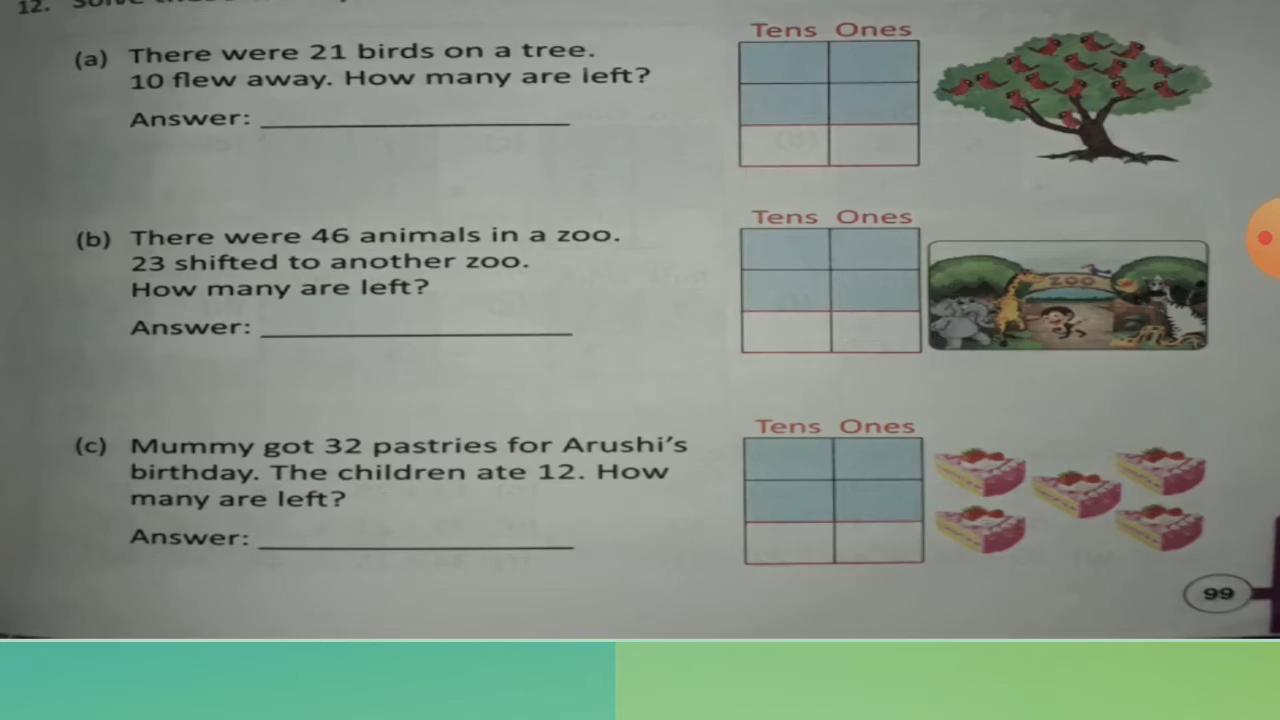 12.
(a) There were 21 birds on a tree.
10 flew away. How many are left?
Answer:
Tens Ones
(b) There were 46 animals in a zoo.
23 shifted to another zoo.
How many are left?
Answer:
Tens Ones
ZOO
(c) Mummy got 32 pastries for Arushi's
birthday. The children ate 12. How
many are left?
Answer:
Tens Ones
99